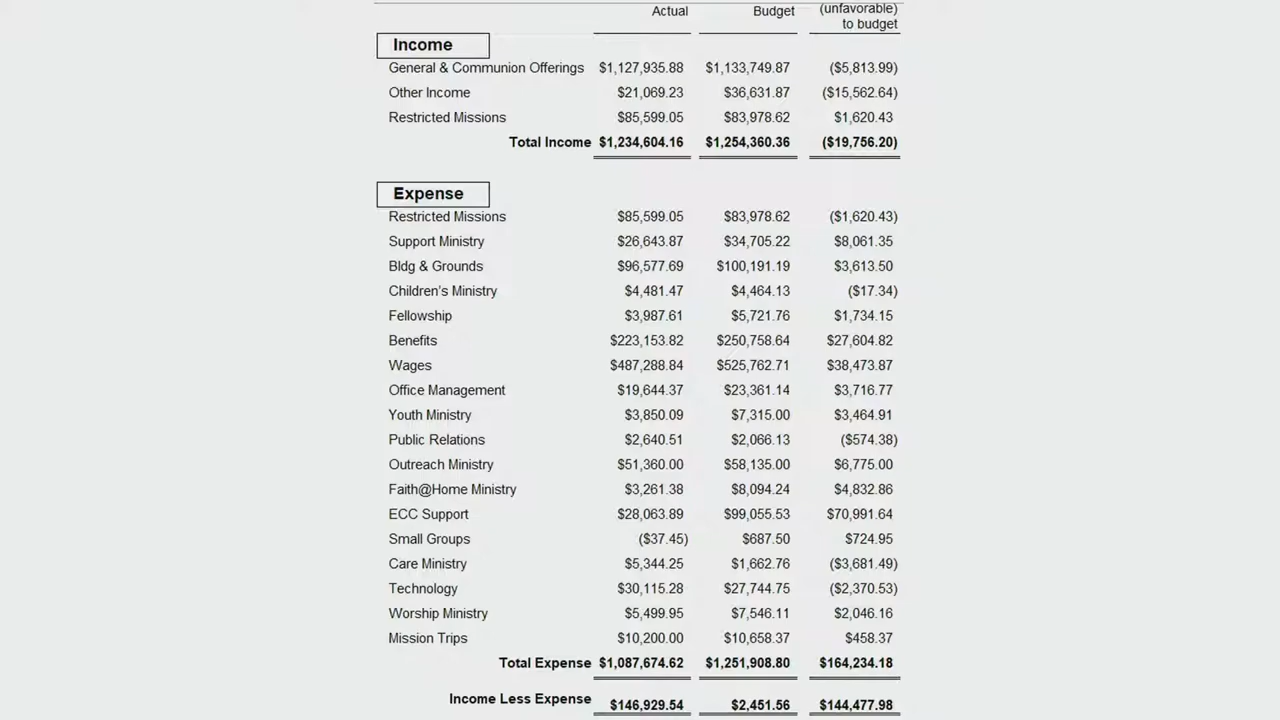 Actual Budget (unfavorable)
to budget
Income
General & Communion Offerings $1,127,935.88 $1,133,749.87 ($5,813.99)
Other Income $21,069.23 $36,631.87 ($15,562.64)
Restricted Missions $85,599.05 $83,978.62 $1,620.43
Total Income $1,234,604.16 $1,254,360.36 ($19,756.20)
Expense
Restricted Missions $85,599.05 $83,978.62 ($1,620.43)
Support Ministry $26,643.87 $34,705.22 $8,061.35
Bldg & Grounds $96,577.69 $100,191.19 $3,613.50
Children's Ministry $4,481.47 $4,464.13 ($17.34)
Fellowship $3,987.61 $5,721.76 $1,734.15
Benefits $223,153.82 $250,758.64 $27,604.82
Wages $487,288.84 $525,762.71 $38,473.87
Office Management $19,644.37 $23,361.14 $3,716.77
Youth Ministry $3,850.09 $7,315.00 $3,464.91
Public Relations $2,640.51 $2,066.13 ($574.38)
Outreach Ministry $51,360.00 $58,135.00 $6,775.00
Faith@Home Ministry $3,261.38 $8,094.24 $4,832.86
ECC Support $28,063.89 $99,055.53 $70,991.64
Small Groups ($37.45) $687.50 $724.95
Care Ministry $5,344.25 $1,662.76 ($3,681.49)
Technology $30,115.28 $27,744.75 ($2,370.53)
Worship Ministry $5,499.95 $7,546.11 $2,046.16
Mission Trips $10,200.00 $10,658.37 $458.37
Total Expense $1,087,674.62 $1,251,908.80 $164,234.18
Income Less Expense $146,929.54 $2,451.56 $144,477.98